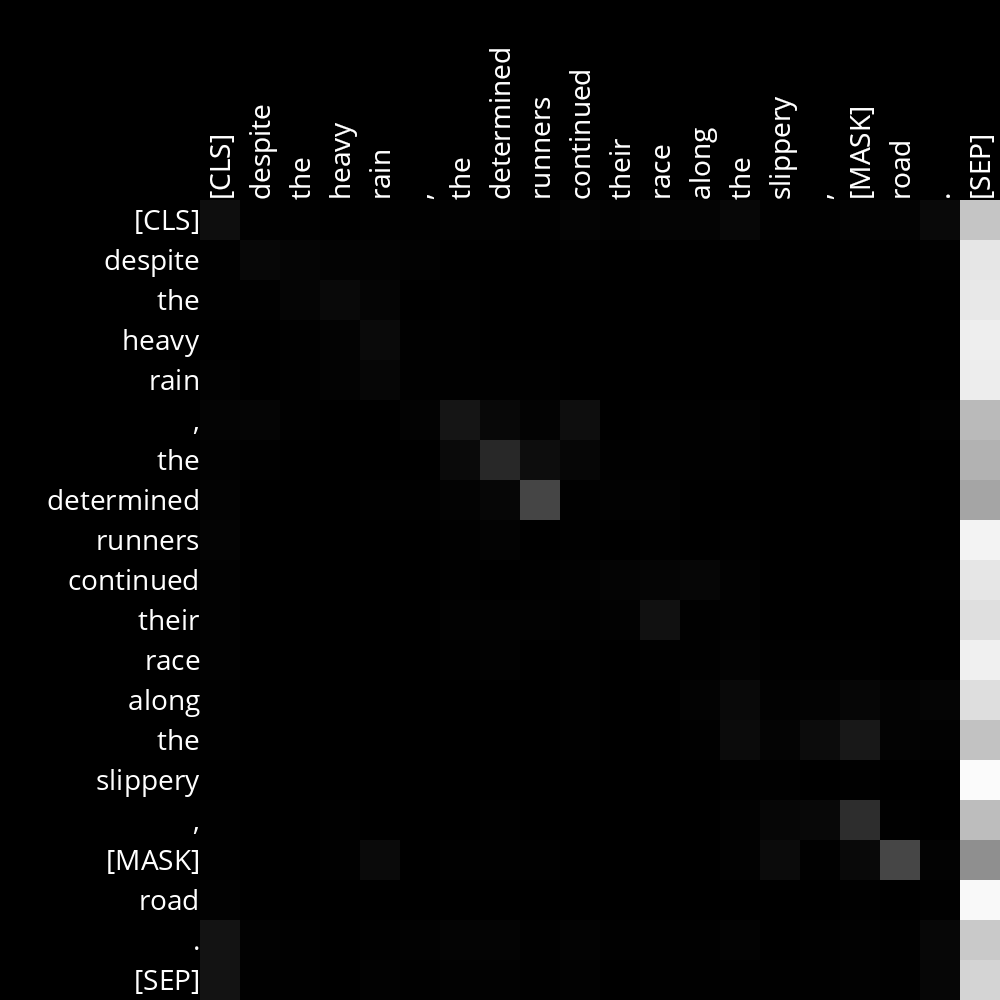 [CLS] despite the heavy rain , the determined runners continued their race along the slippery , [MASK] road . [SEP]
[CLS]
despite
the
heavy
rain
,
the
determined
runners
continued
their
race
along
the
slippery
,
[MASK]
road
.
[SEP]